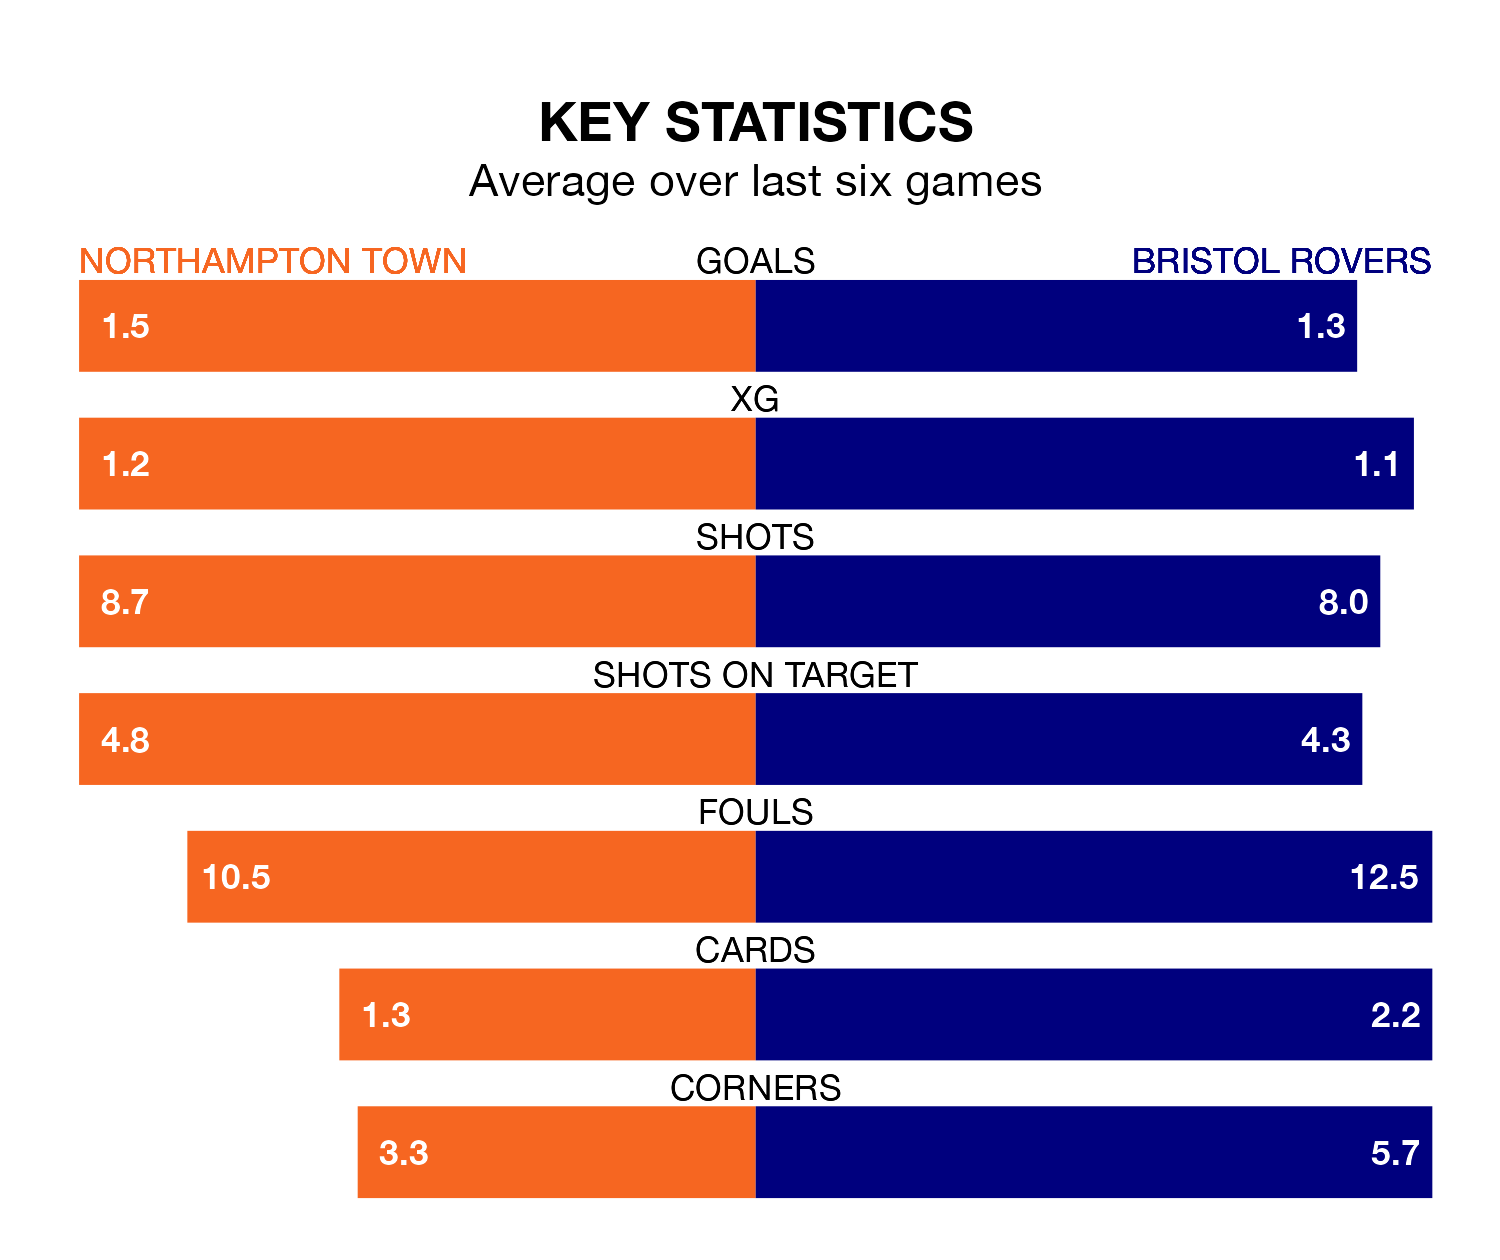 KEY STATISTICS
Average over last six games
NORTHAMPTON TOWN GOALS BRISTOL ROVERS
1.5 1.3
XG
1.2 1.1
SHOTS
8.7 8.0
SHOTS ON TARGET
4.8 4.3
FOULS
10.5 12.5
CARDS
1.3 2.2
CORNERS
3.3 5.7